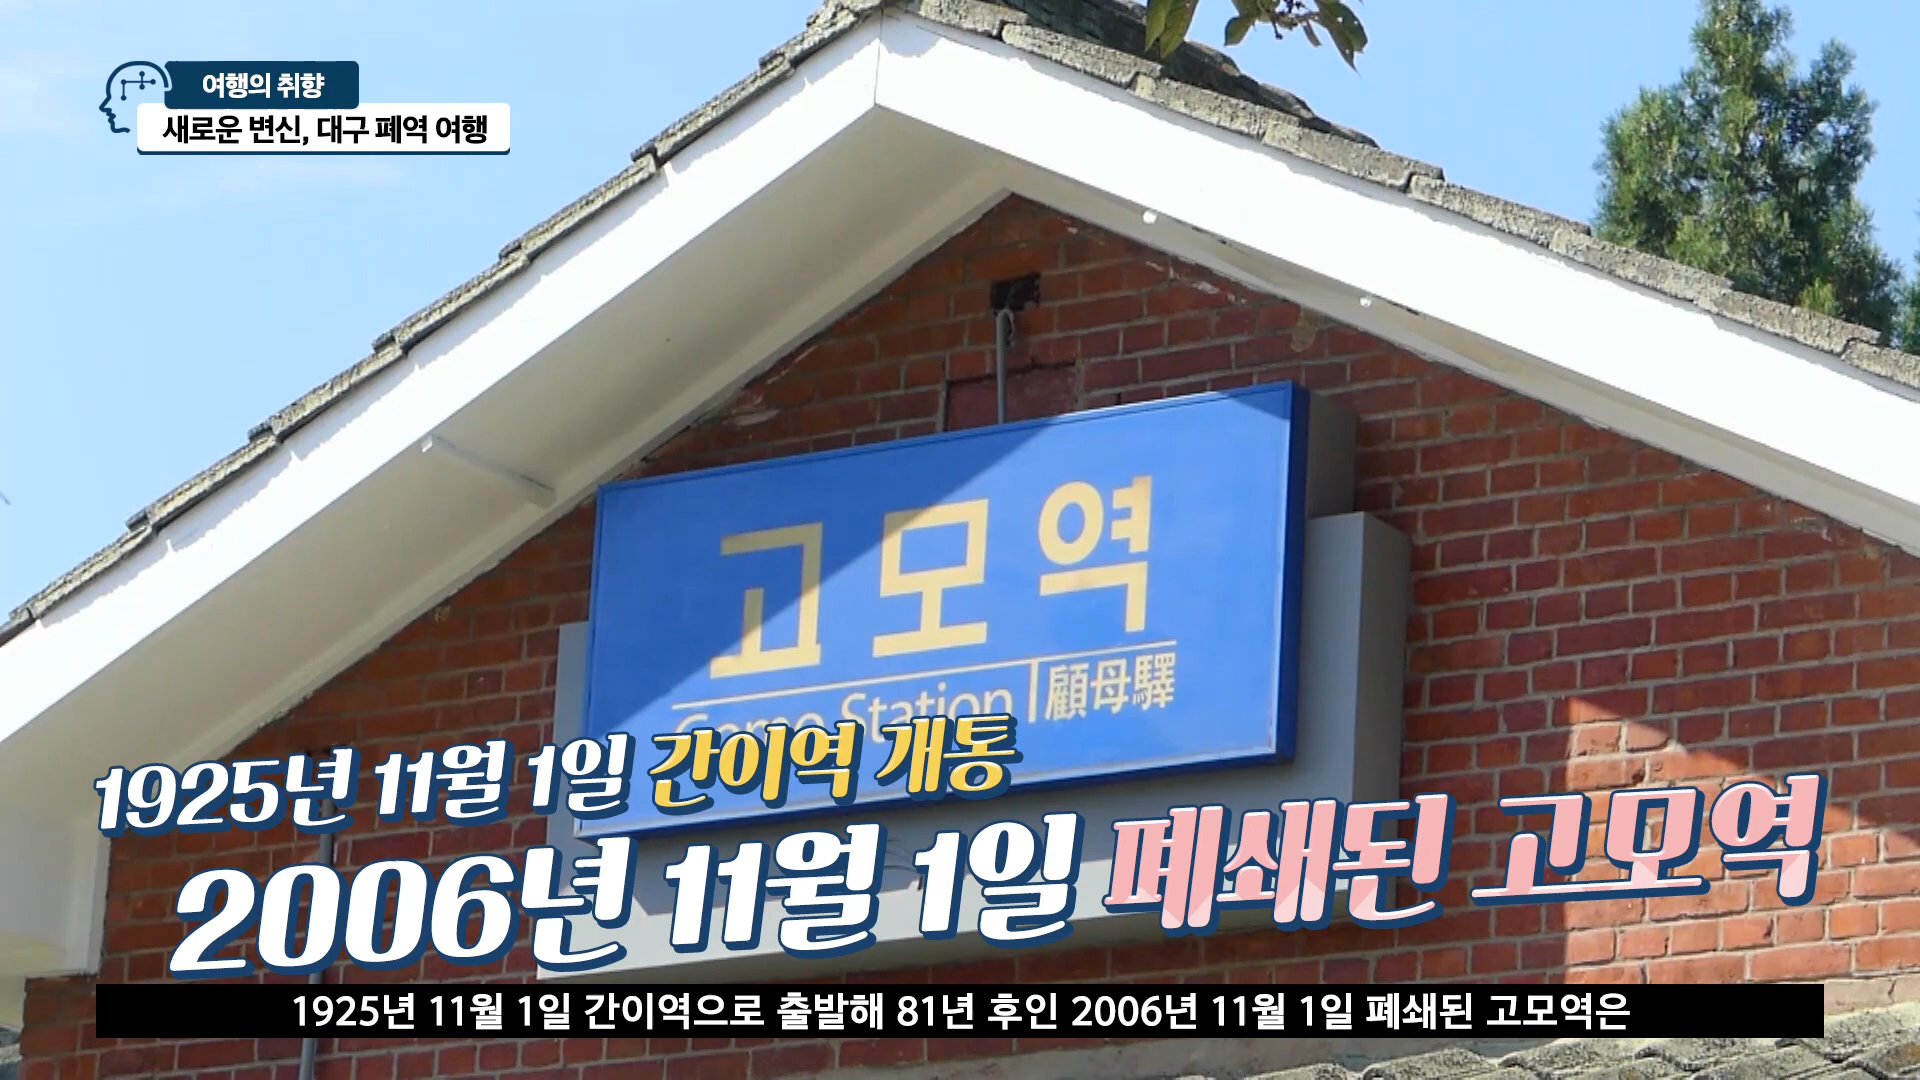 여행의 취향
새로운 변신, 대구 폐역 여행
고모역
Station
顧母驛
1925년 11월 1일 간이역 개통
2006년 11월 1일 폐쇄된 고모역
1925년 11월 1일 간이역으로 출발해 81년 후인 2006년 11월 1일 폐쇄된 고모역은